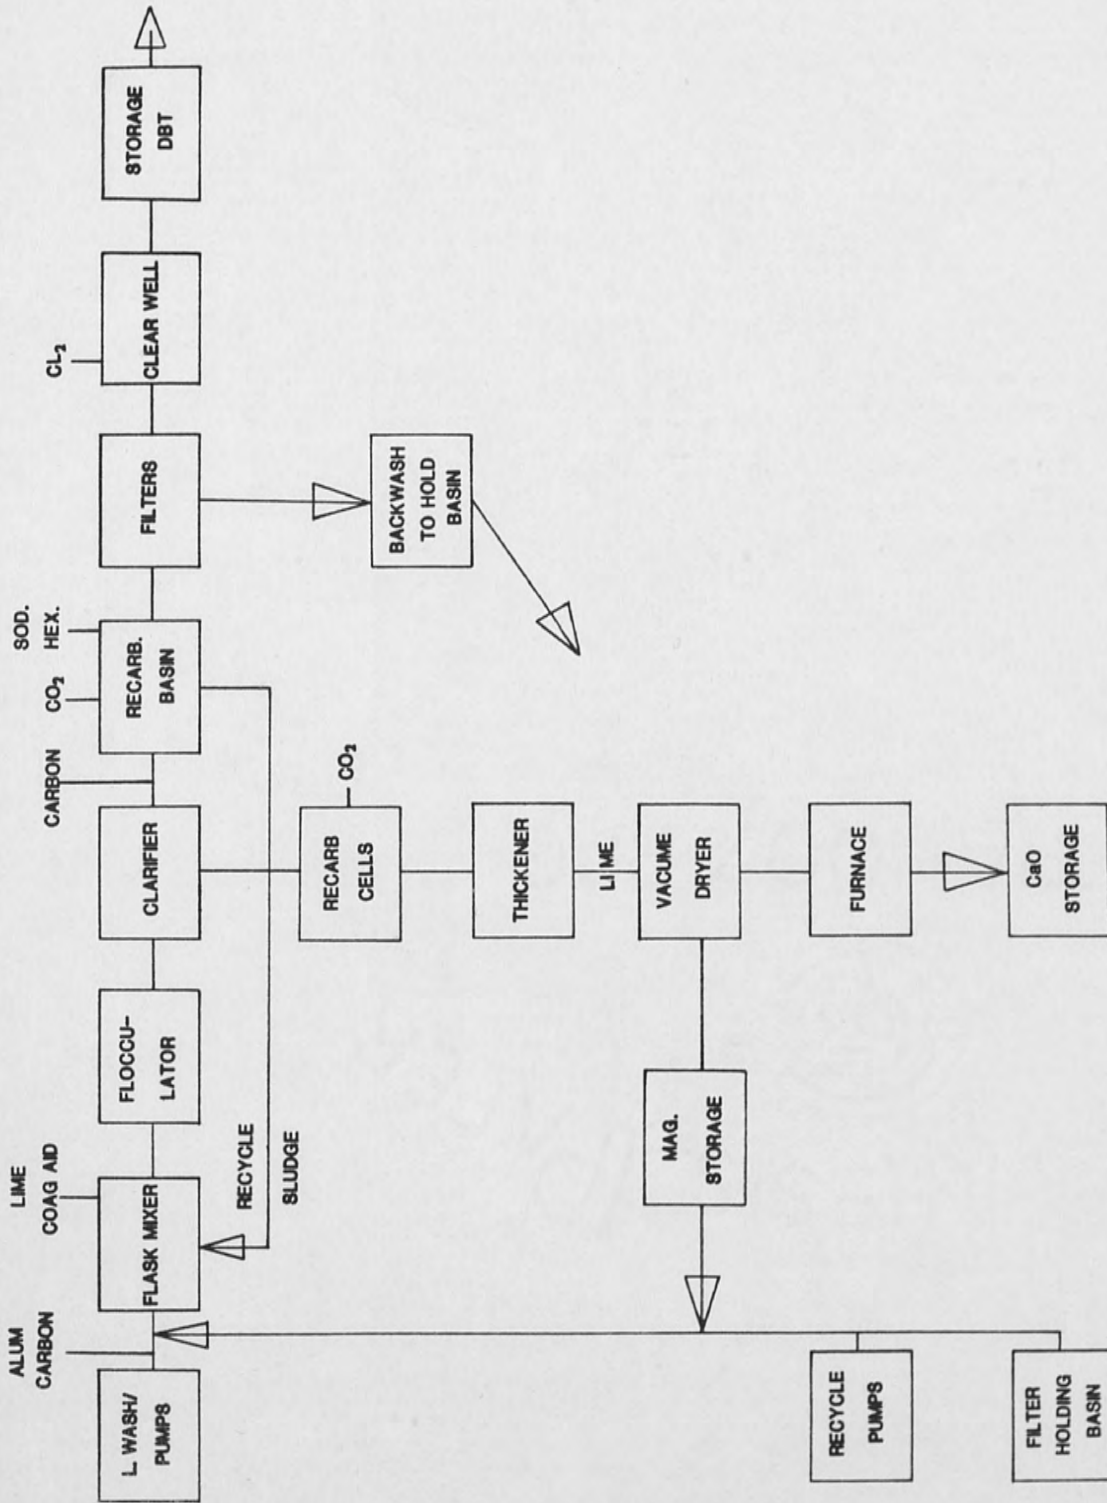 ALUM
CARBON
LIME
COAG AID
CARBON
CO₂
SOD.
HEX.
CL₂
L. WASH/
PUMPS
FLASK MIXER
FLOCCU-
LATOR
CLARIFIER
RECARB.
BASIN
FILTERS
CLEAR WELL
STORAGE
DBT
RECYCLE
SLUDGE
RECARB
CELLS
CO₂
BACKWASH
TO HOLD
BASIN
THICKENER
LIME
VACUME
DRYER
MAG.
STORAGE
FURNACE
RECYCLE
PUMPS
CaO
STORAGE
FILTER
HOLDING
BASIN